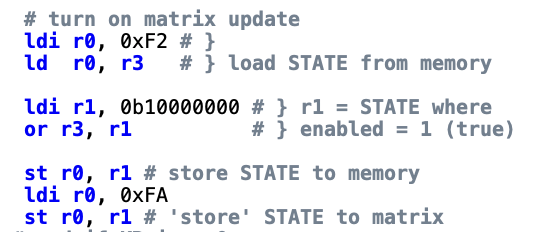 # turn on matrix update
ldi r0, 0xF2 # }
ld  r0, r3   # } load STATE from memory
ldi r1, 0b10000000 # } r1 = STATE where
or r3, r1          # } enabled = 1 (true)
st r0, r1 # store STATE to memory
ldi r0, 0xFA
st r0, r1 # 'store' STATE to matrix